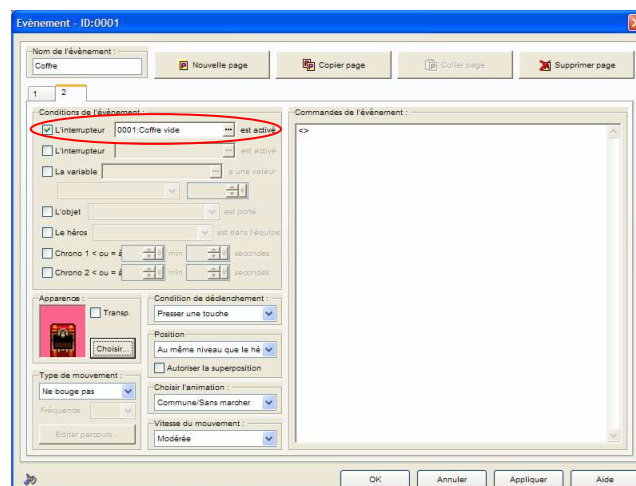 Evènement - ID:0001
Nom de l'évènement :
Coffre
Nouvelle page
Copier page
Coller page
Supprimer page
1
2
Conditions de l'évènement :
L'interrupteur 0001:Coffre vide ... est activé
L'interrupteur ... est activé
La variable ... a une valeur
L'objet est porté
Le héros est dans l'équipe
Chrono 1 < ou = à min secondes
Chrono 2 < ou = à min secondes
Apparence :
Transp.
Choisir...
Type de mouvement :
Ne bouge pas
Fréquence
Editer parcours...
Condition de déclenchement :
Presser une touche
Position
Au même niveau que le hé
Autoriser la superposition
Choisir l'animation :
Commune/Sans marcher
Vitesse du mouvement :
Modérée
Commandes de l'évènement :
<>
OK
Annuler
Appliquer
Aide